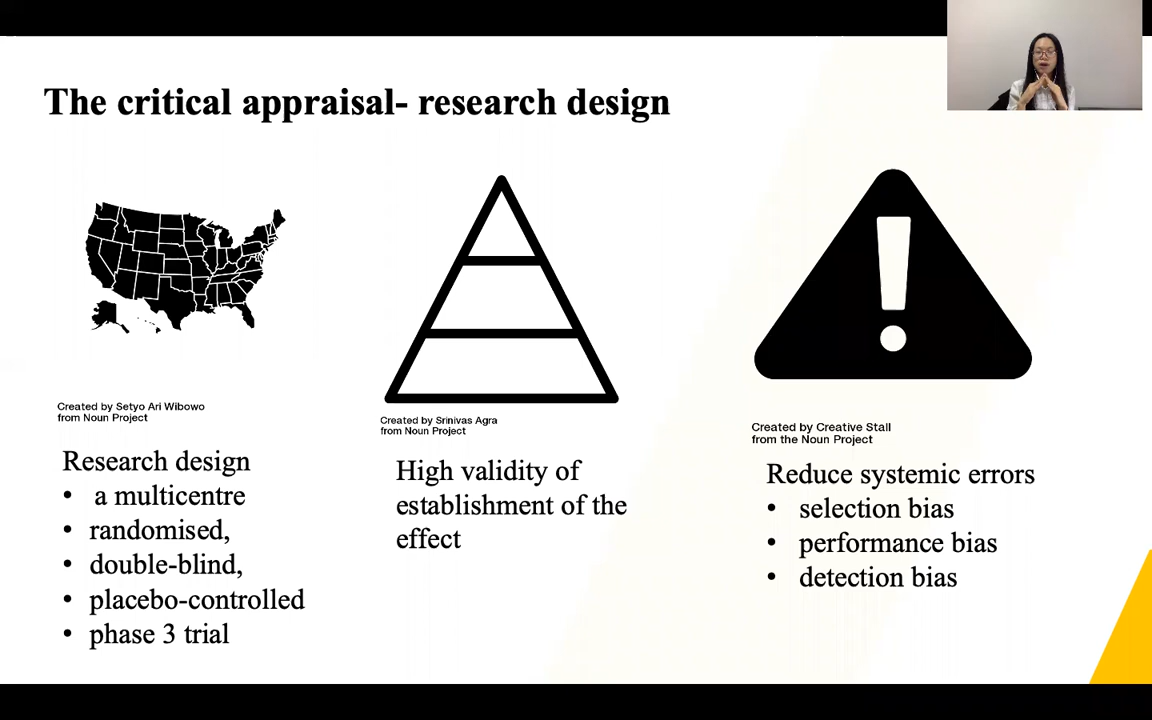 The critical appraisal- research design
Created by Setyo Ari Wibowo
from Noun Project
Research design
• a multicentre
• randomised,
• double-blind,
• placebo-controlled
• phase 3 trial
Created by Srinivas Agra
from Noun Project
High validity of
establishment of the
effect
Created by Creative Stall
from the Noun Project
Reduce systemic errors
• selection bias
• performance bias
• detection bias